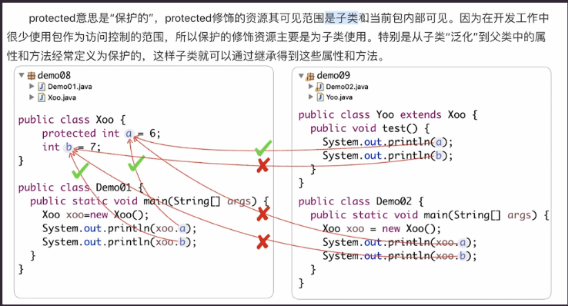 protected意思是“保护的”，protected修饰的资源其可见范围是子类和当前包内部可见。因为在开发工作中
很少使用包作为访问控制的范围，所以保护的修饰资源主要是为子类使用。特别是从子类“泛化”到父类中的属
性和方法经常定义为保护的，这样子类就可以通过继承得到这些属性和方法。
demo08
Demo01.java
Xoo.java
public class Xoo {
protected int a = 6;
int b = 7;
}
public class Demo01 {
public static void main(String[] args) {
Xoo xoo=new Xoo();
System.out.println(xoo.a);
System.out.println(xoo.b);
}
}
demo09
Demo02.java
Yoo.java
public class Yoo extends Xoo {
public void test() {
System.out.println(a);
System.out.println(b);
}
}
public class Demo02 {
public static void main(String[] args) {
Xoo xoo = new Xoo();
System.out.println(xoo.a);
System.out.println(xoo.b);
}
}